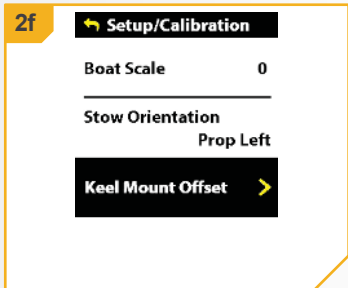 2f
Setup/Calibration
Boat Scale 0
Stow Orientation
Prop Left
Keel Mount Offset